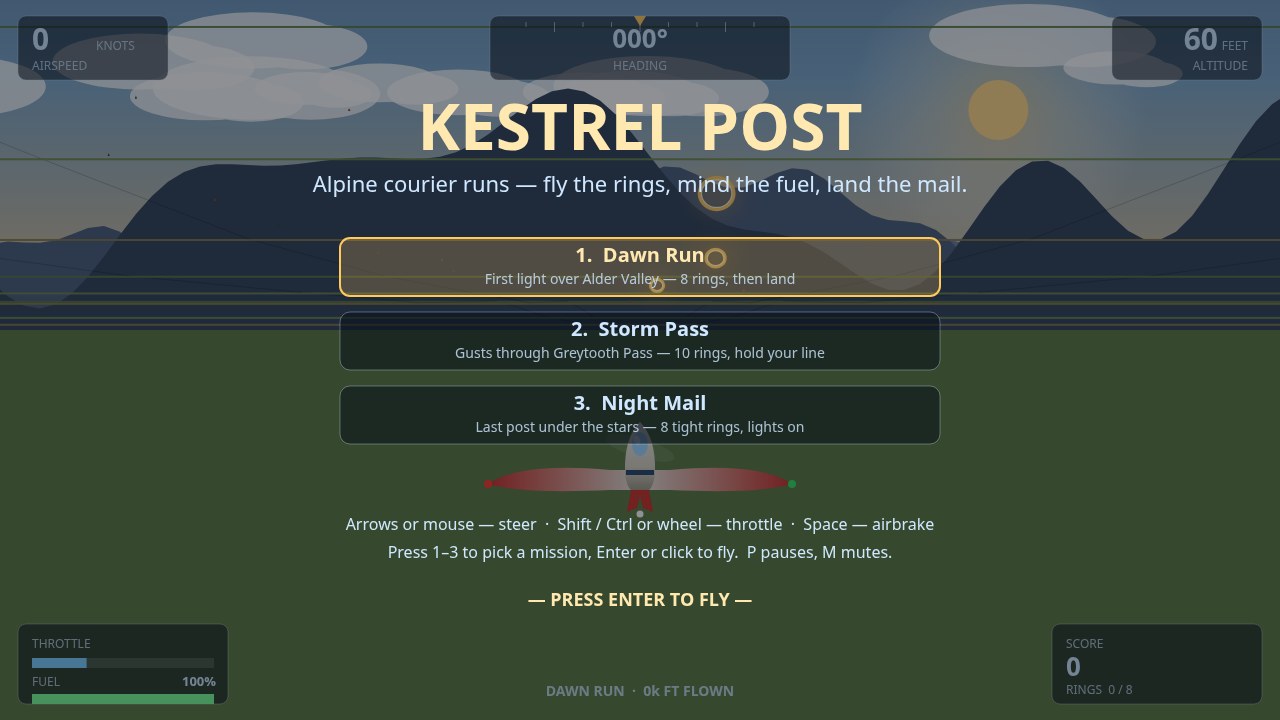 0 KNOTS
AIRSPEED
000°
HEADING
60 FEET
ALTITUDE
KESTREL POST
Alpine courier runs — fly the rings, mind the fuel, land the mail.
1. Dawn Run
First light over Alder Valley — 8 rings, then land
2. Storm Pass
Gusts through Greytooth Pass — 10 rings, hold your line
3. Night Mail
Last post under the stars — 8 tight rings, lights on
Arrows or mouse — steer · Shift / Ctrl or wheel — throttle · Space — airbrake
Press 1–3 to pick a mission, Enter or click to fly. P pauses, M mutes.
— PRESS ENTER TO FLY —
THROTTLE
FUEL 100%
DAWN RUN · 0k FT FLOWN
SCORE
0
RINGS 0 / 8